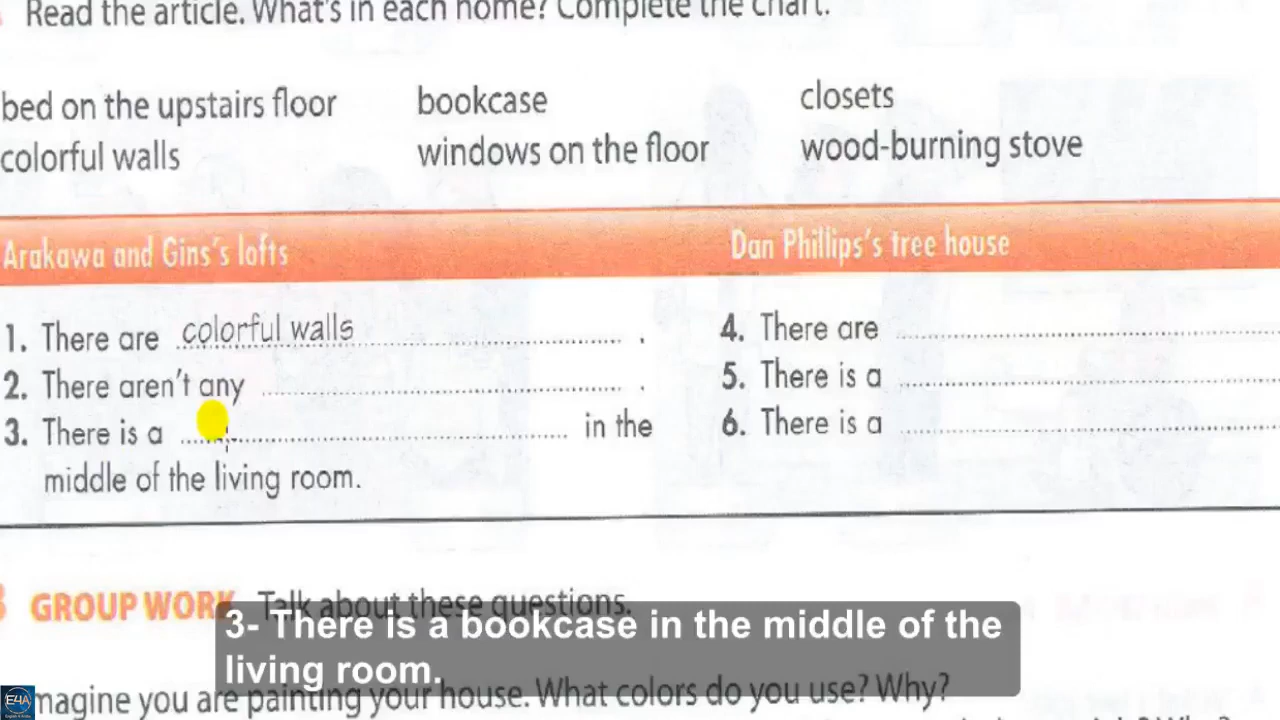 Read the article. What's in each home? Complete the chart.
bed on the upstairs floor bookcase closets
colorful walls windows on the floor wood-burning stove
Arakawa and Gins's lofts Dan Phillips's tree house
1. There are colorful walls . 4. There are
2. There aren't any . 5. There is a
3. There is a in the 6. There is a
middle of the living room.
GROUP WORK Talk about these questions.
3- There is a bookcase in the middle of the
living room.
magine you are painting your house. What colors do you use? Why?
E4A